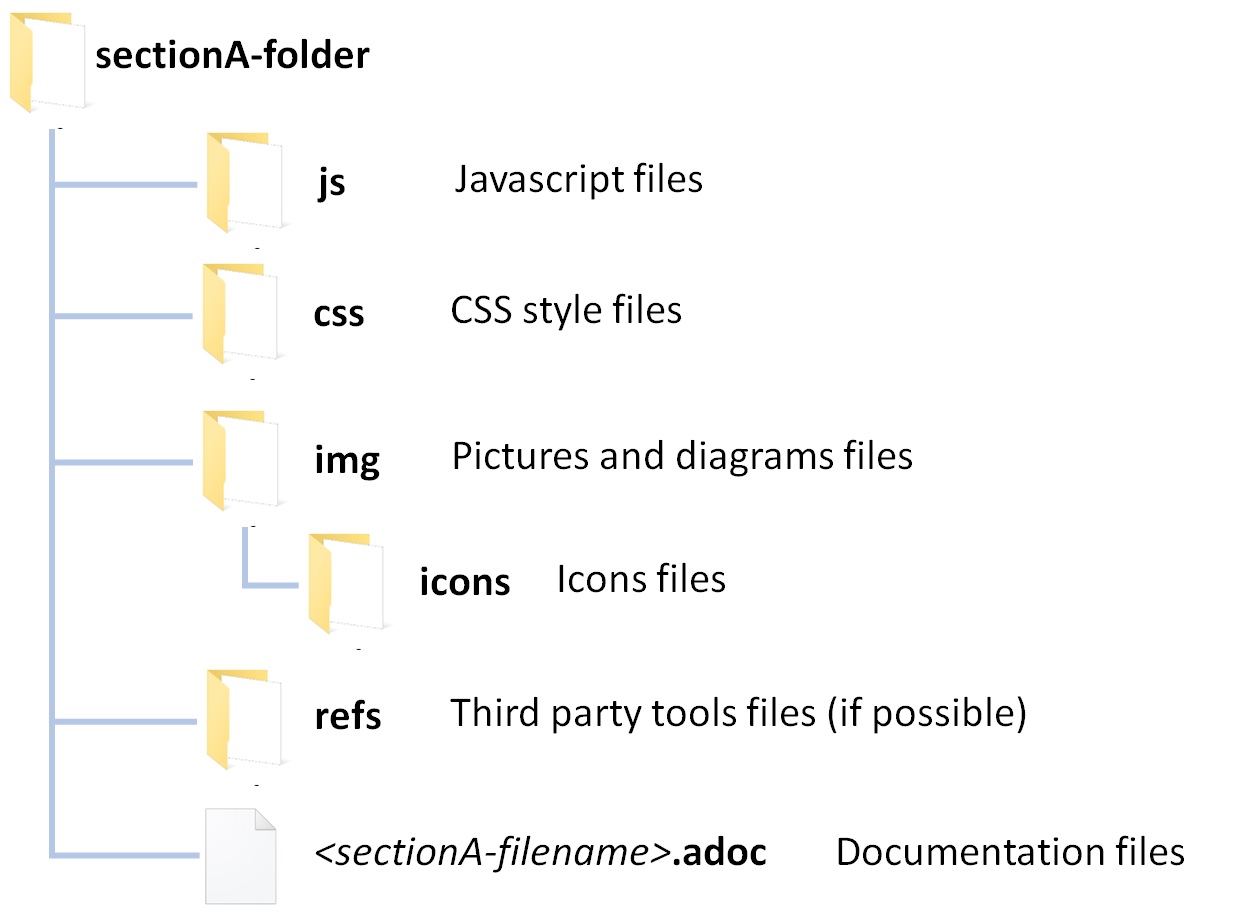 sectionA-folder
js Javascript files
css CSS style files
img Pictures and diagrams files
icons Icons files
refs Third party tools files (if possible)
<sectionA-filename>.adoc Documentation files